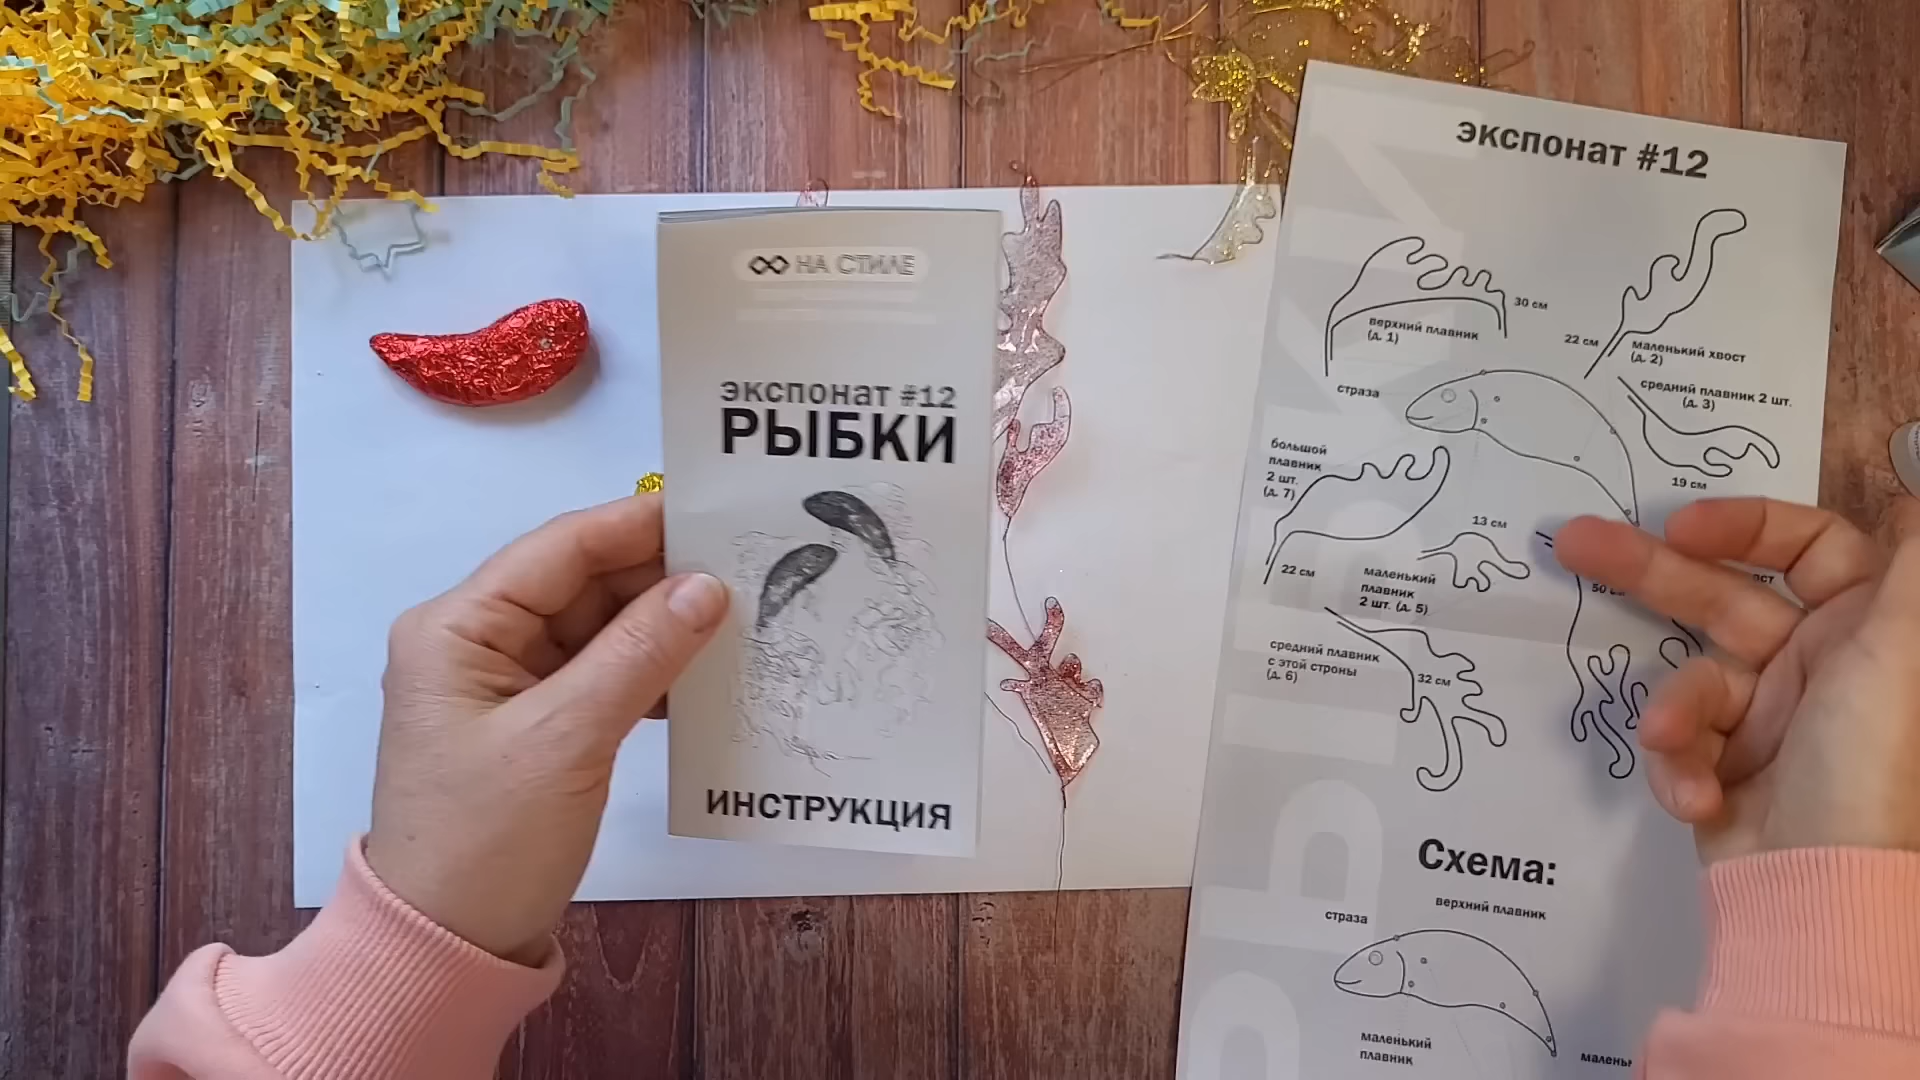 НА СТИЛЕ
экспонат #12
РЫБКИ
ИНСТРУКЦИЯ
экспонат #12
30 см
верхний плавник
(д. 1)
22 см
маленький хвост
(д. 2)
страза
средний плавник 2 шт.
(д. 3)
19 см
большой
плавник
2 шт.
(д. 7)
22 см
13 см
маленький
плавник
2 шт. (д. 5)
50
средний плавник
с этой строны
(д. 6)
32 см
Схема:
страза
верхний плавник
маленький
плавник
РЫБКИ